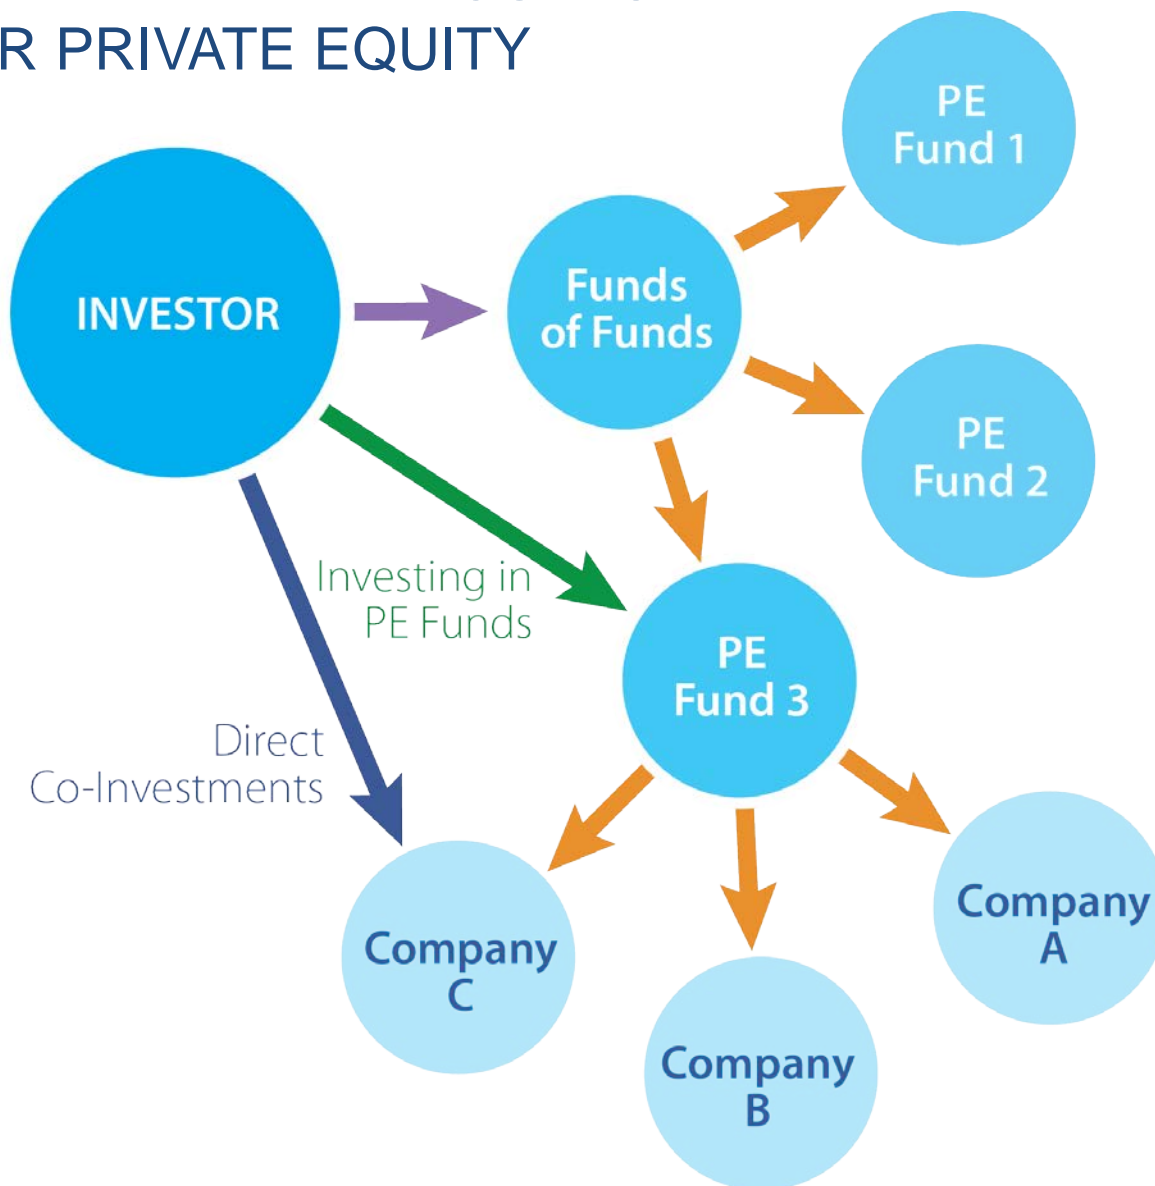 R PRIVATE EQUITY
PE
Fund 1
INVESTOR
Funds
of Funds
PE
Fund 2
Investing in
PE Funds
PE
Fund 3
Direct
Co-Investments
Company
A
Company
C
Company
B